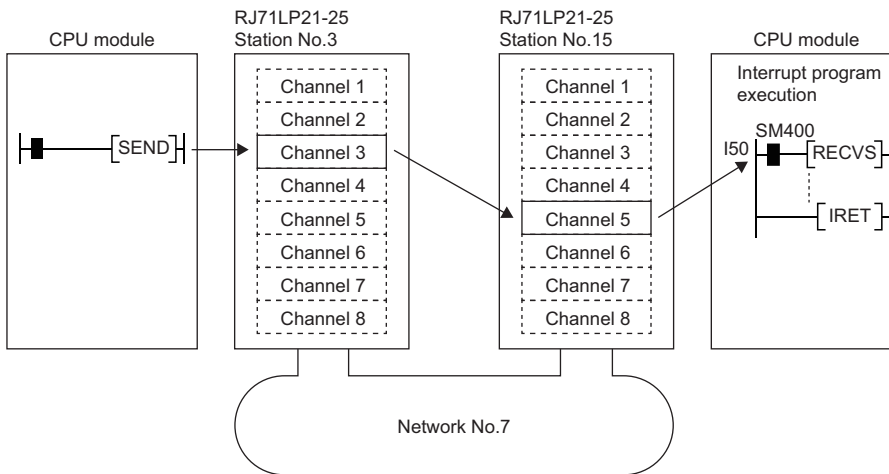 CPU module
SEND
RJ71LP21-25
Station No.3
Channel 1
Channel 2
Channel 3
Channel 4
Channel 5
Channel 6
Channel 7
Channel 8
RJ71LP21-25
Station No.15
Channel 1
Channel 2
Channel 3
Channel 4
Channel 5
Channel 6
Channel 7
Channel 8
CPU module
Interrupt program
execution
SM400
I50
RECVS
IRET
Network No.7